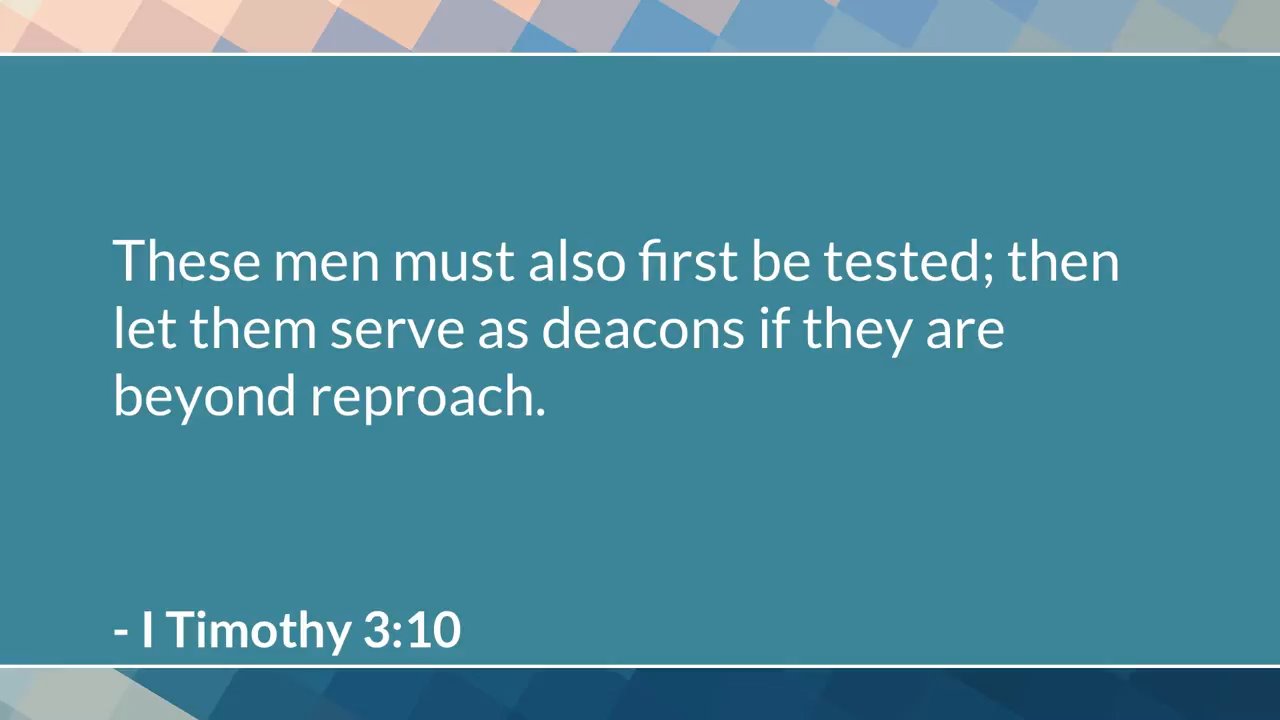 These men must also first be tested; then
let them serve as deacons if they are
beyond reproach.
- I Timothy 3:10